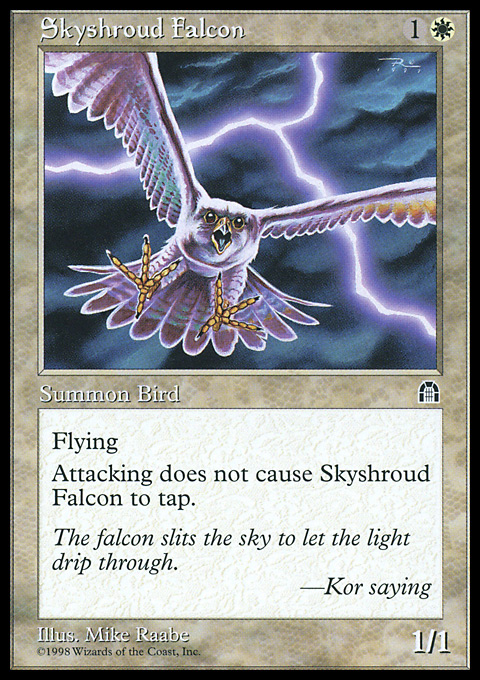 Skyshroud Falcon 1
Summon Bird
Flying
Attacking does not cause Skyshroud
Falcon to tap.
The falcon slits the sky to let the light
drip through.
—Kor saying
Illus. Mike Raabe
1/1
©1998 Wizards of the Coast, Inc.